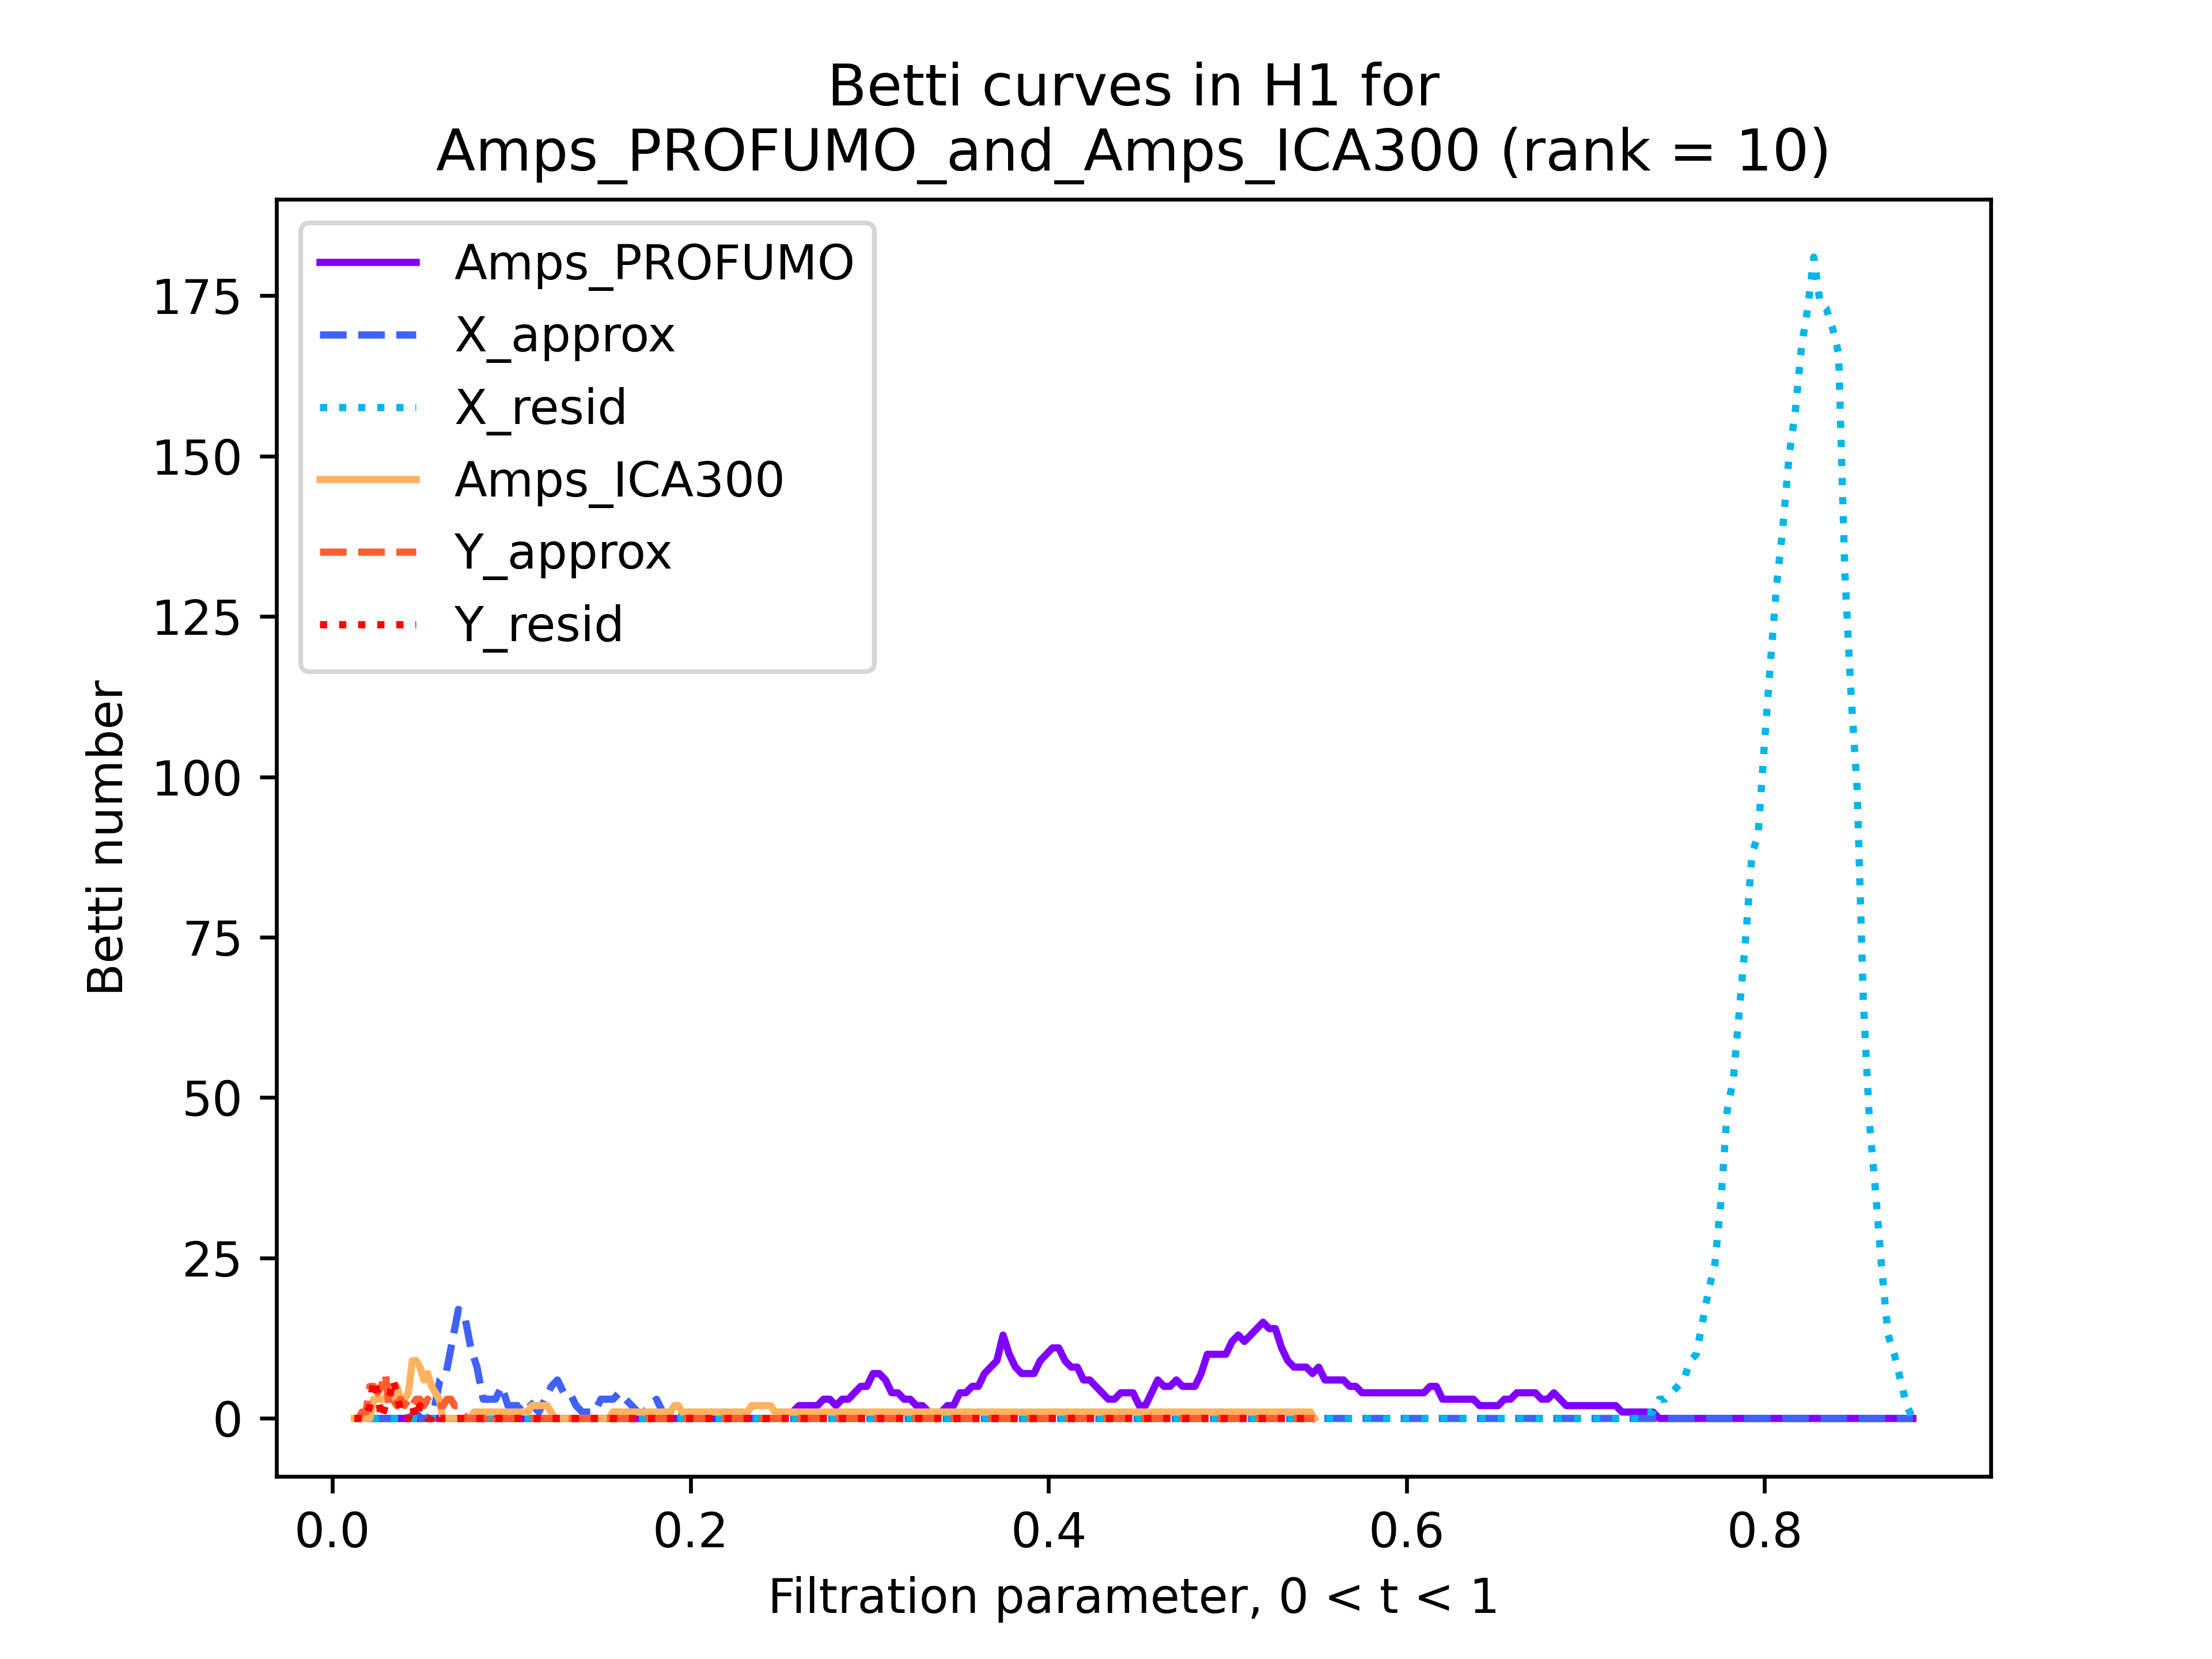 Betti curves in H1 for
Amps_PROFUMO_and_Amps_ICA300 (rank = 10)
Amps_PROFUMO
X_approx
X_resid
Amps_ICA300
Y_approx
Y_resid
175
150
125
100
75
50
25
0
Betti number
0.0 0.2 0.4 0.6 0.8
Filtration parameter, 0 < t < 1